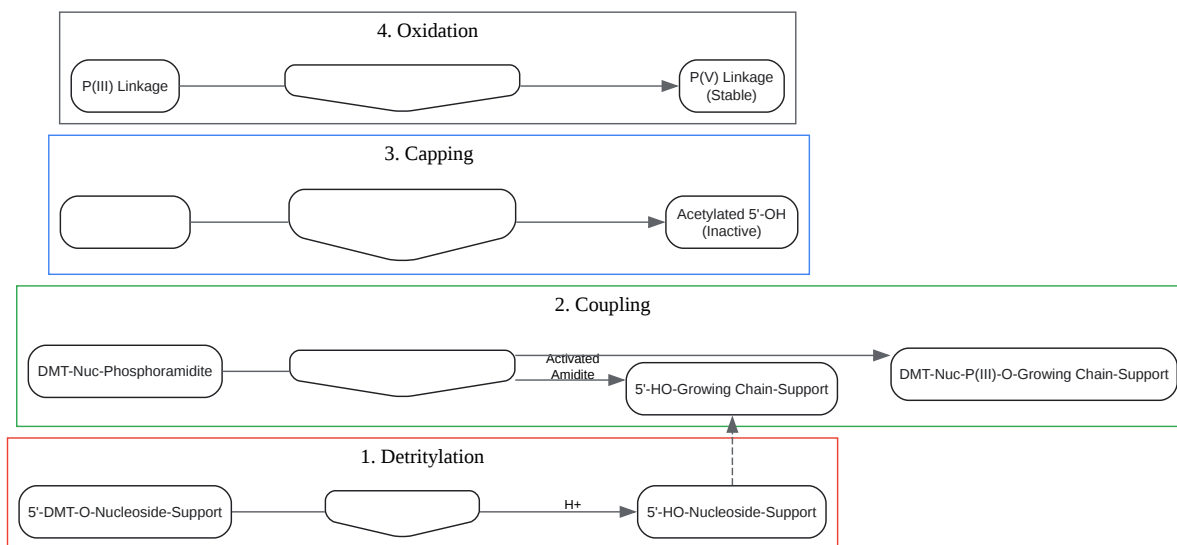 4. Oxidation
P(III) Linkage
P(V) Linkage
(Stable)
3. Capping
Acetylated 5'-OH
(Inactive)
2. Coupling
DMT-Nuc-Phosphoramidite
Activated
Amidite
5'-HO-Growing Chain-Support
DMT-Nuc-P(III)-O-Growing Chain-Support
1. Detritylation
5'-DMT-O-Nucleoside-Support
H+
5'-HO-Nucleoside-Support